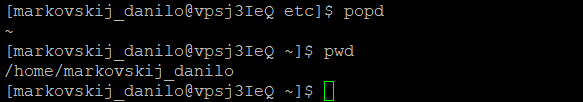 [markovskij_danilo@vpsj3IeQ etc]$ popd
~
[markovskij_danilo@vpsj3IeQ ~]$ pwd
/home/markovskij_danilo
[markovskij_danilo@vpsj3IeQ ~]$